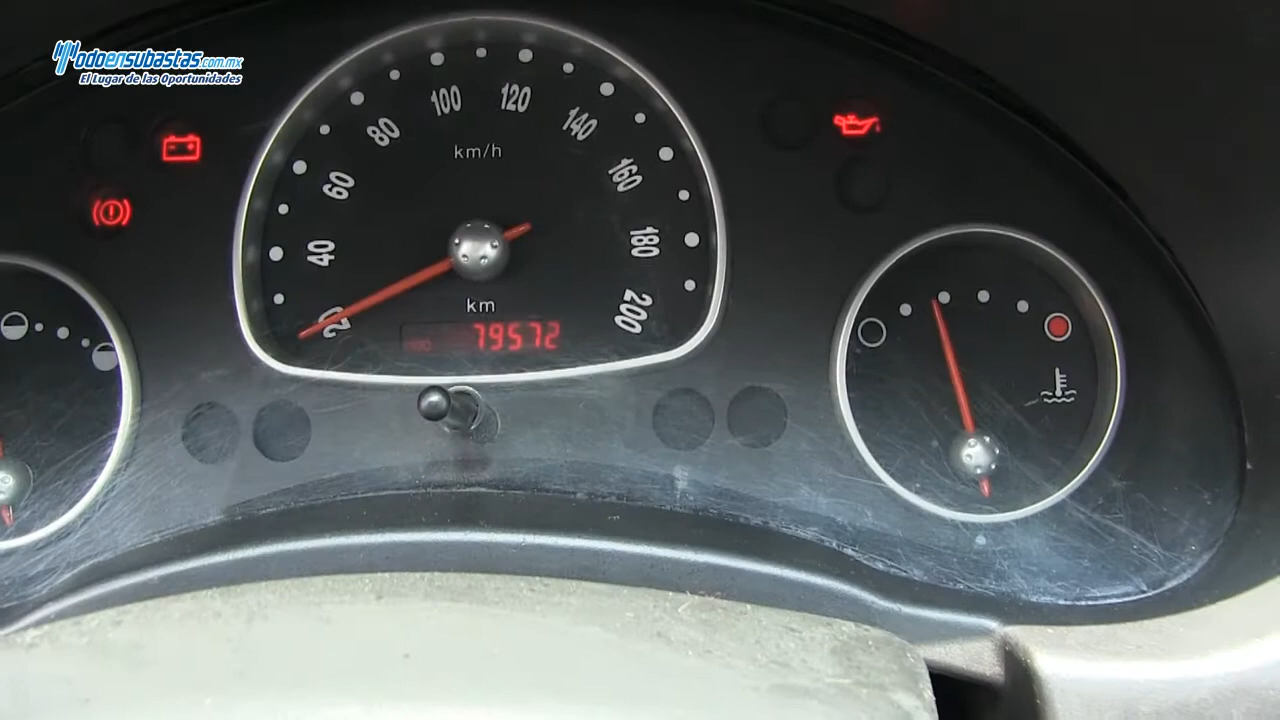 todoensubastas.com.mx
El Lugar de las Oportunidades
20
40
60
80
100
120
140
160
180
200
km/h
km
79572